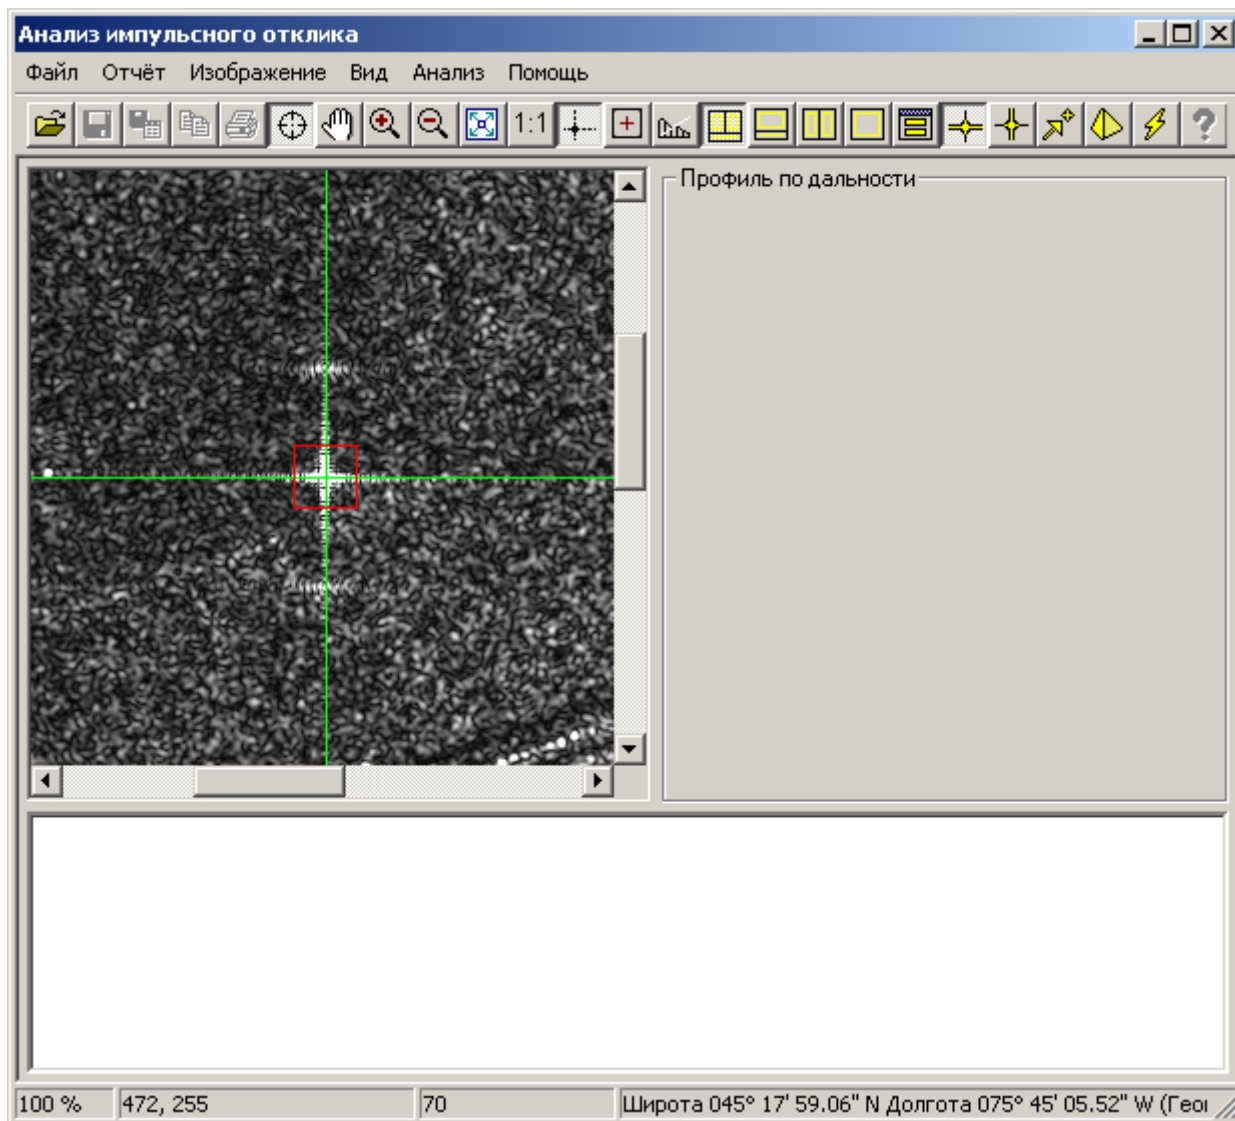 Анализ импульсного отклика
Файл Отчёт Изображение Вид Анализ Помощь
1:1
Профиль по дальности
100 % 472, 255 70 Широта 045° 17' 59.06" N Долгота 075° 45' 05.52" W